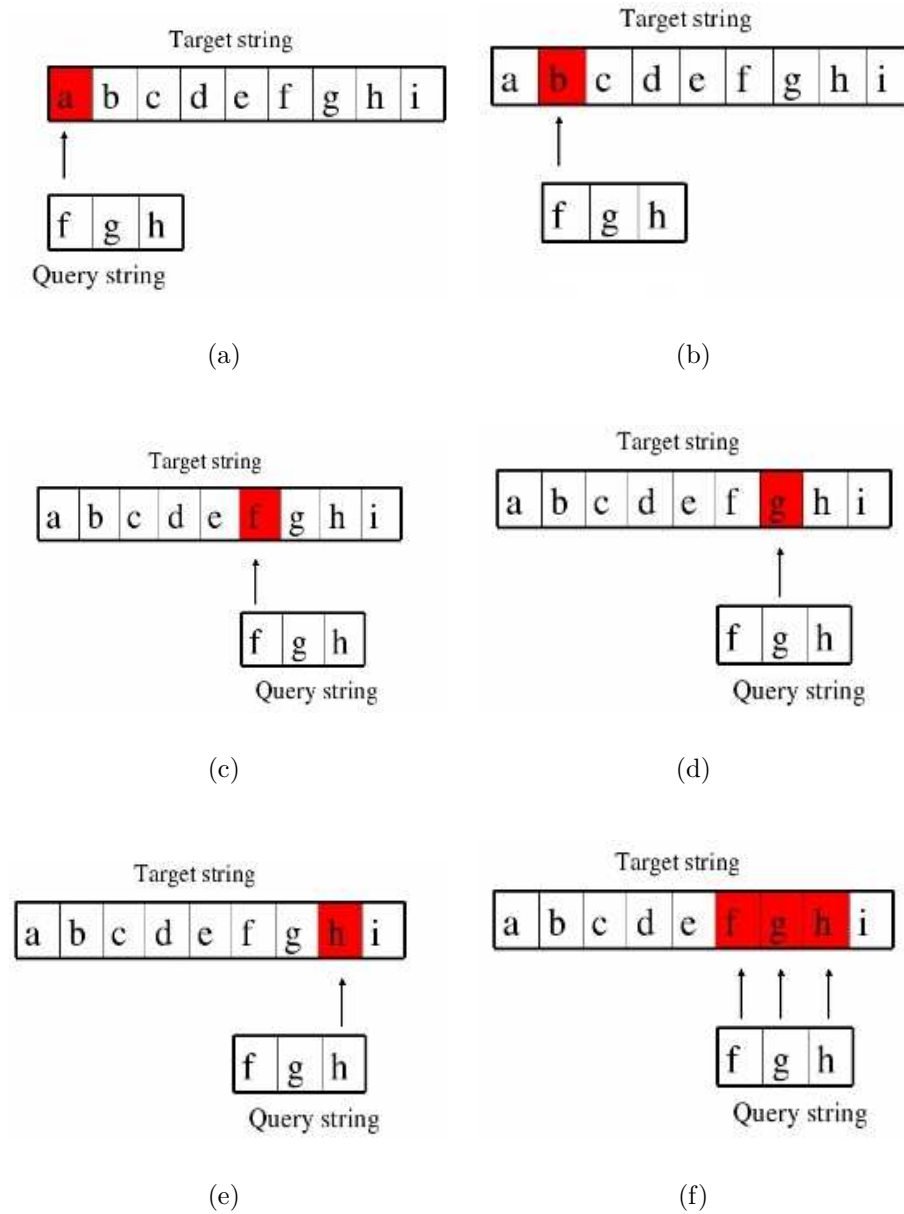 Target string
a b c d e f g h i
f g h
Query string
(a)
Target string
a b c d e f g h i
f g h
(b)
Target string
a b c d e f g h i
f g h
Query string
(c)
Target string
a b c d e f g h i
f g h
Query string
(d)
Target string
a b c d e f g h i
f g h
Query string
(e)
Target string
a b c d e f g h i
f g h
Query string
(f)